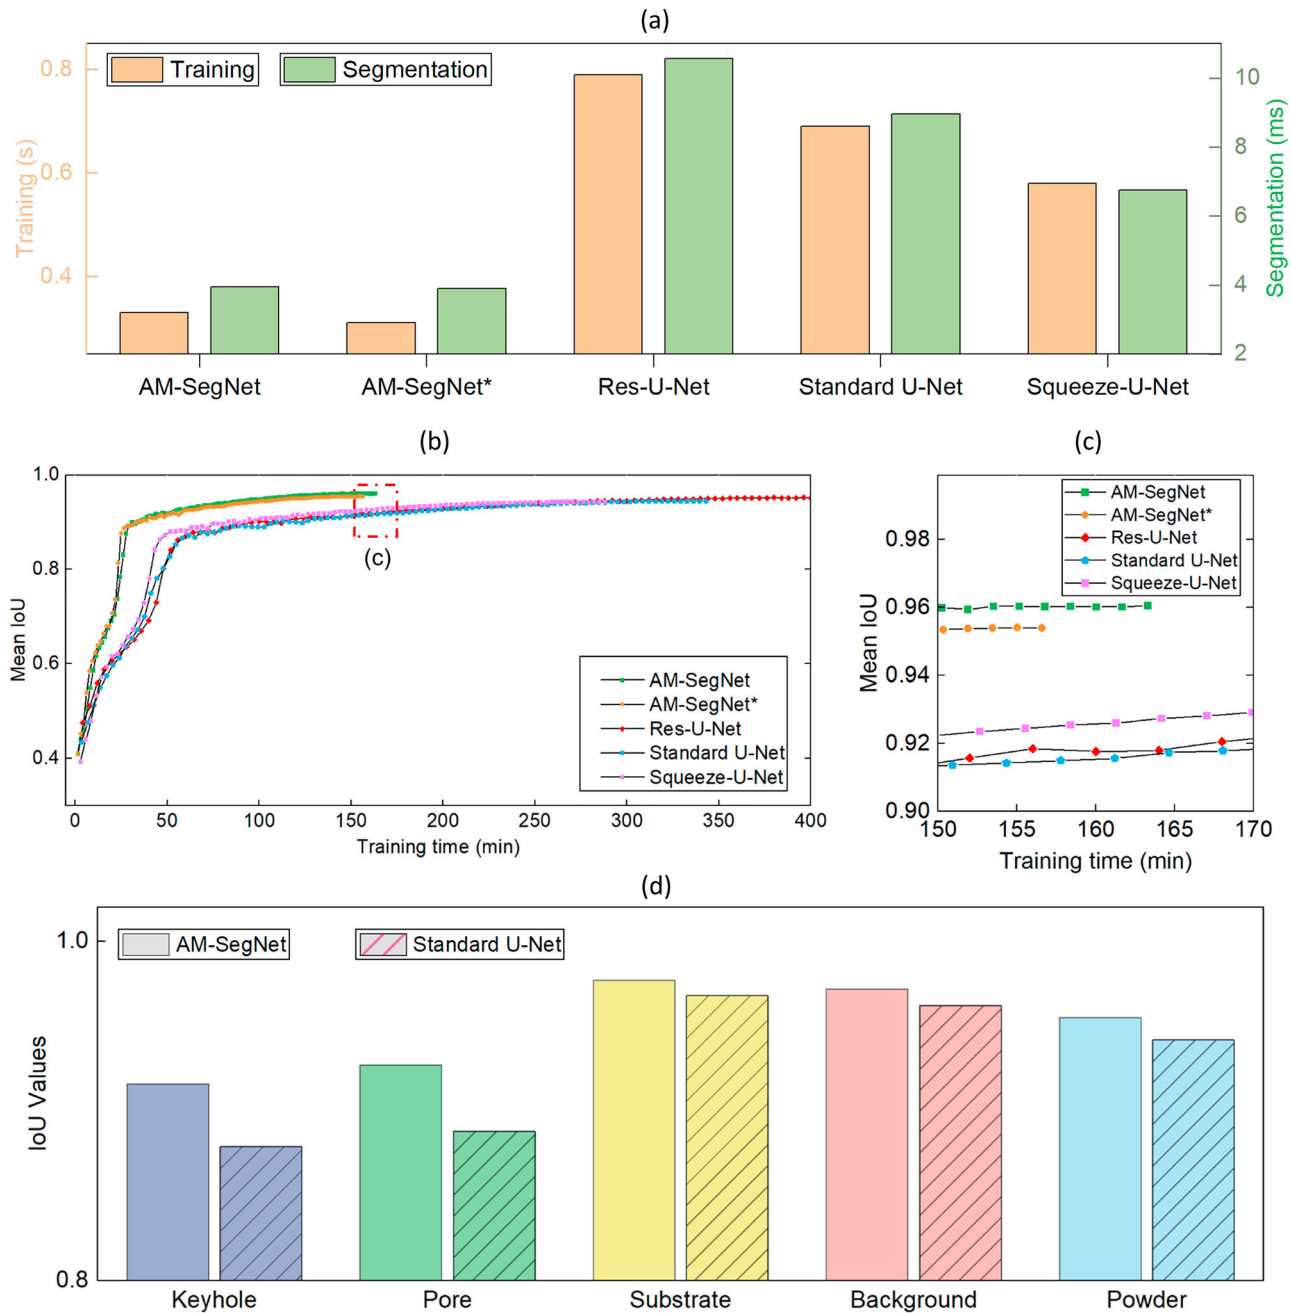 (a)
Training
Segmentation
Training (s)
0.8
0.6
0.4
Segmentation (ms)
10
8
6
4
2
AM-SegNet
AM-SegNet*
Res-U-Net
Standard U-Net
Squeeze-U-Net
(b)
Mean IoU
1.0
0.8
0.6
0.4
(c)
AM-SegNet
AM-SegNet*
Res-U-Net
Standard U-Net
Squeeze-U-Net
0 50 100 150 200 250 300 350 400
Training time (min)
(c)
Mean IoU
0.98
0.96
0.94
0.92
0.90
AM-SegNet
AM-SegNet*
Res-U-Net
Standard U-Net
Squeeze-U-Net
150 155 160 165 170
Training time (min)
(d)
IoU Values
1.0
0.8
AM-SegNet
Standard U-Net
Keyhole
Pore
Substrate
Background
Powder